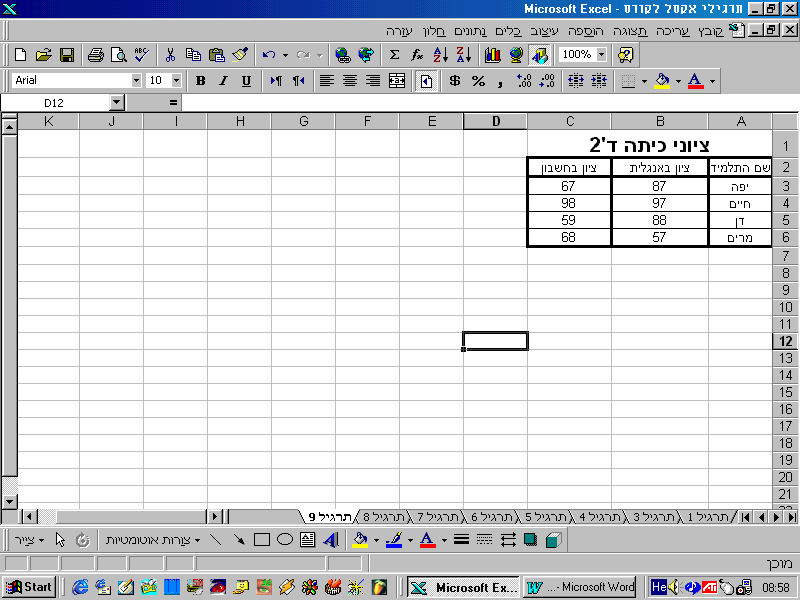 Microsoft Excel - תרגילי אקסל לקורס
קובץ עריכה תצוגה הוספה עיצוב כלים נתונים חלון עזרה
100%
Arial 10 B I U $ % ,
D12 =
A B C D E F G H I J K
1 ציוני כיתה ד'2
2 שם התלמיד ציון באנגלית ציון בחשבון
3 יפה 87 67
4 חיים 97 98
5 דן 88 59
6 מרים 57 68
7
8
9
10
11
12
13
14
15
16
17
18
19
20
21
תרגיל 1 תרגיל 3 תרגיל 4 תרגיל 5 תרגיל 6 תרגיל 7 תרגיל 8 תרגיל 9
צייר צורות אוטומטיות
מוכן
Start Microsoft Ex... ...- Microsoft Word He 08:58